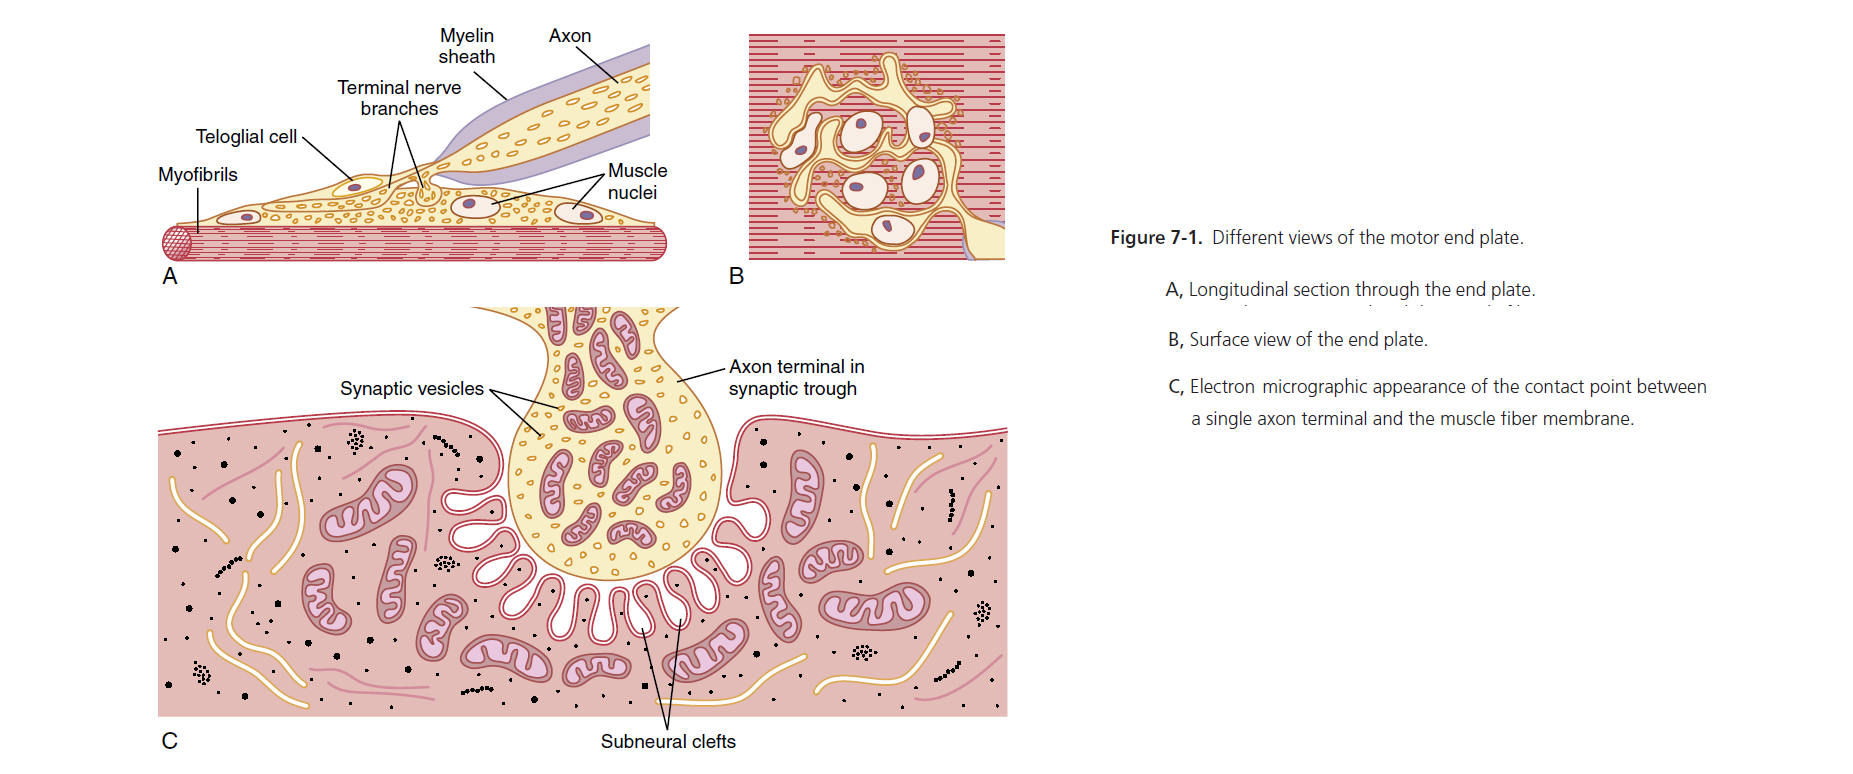 Myelin
sheath
Axon
Terminal nerve
branches
Teloglial cell
Myofibrils
Muscle
nuclei
A
B
Figure 7-1. Different views of the motor end plate.
A, Longitudinal section through the end plate.
B, Surface view of the end plate.
C, Electron micrographic appearance of the contact point between
a single axon terminal and the muscle fiber membrane.
Axon terminal in
synaptic trough
Synaptic vesicles
C
Subneural clefts